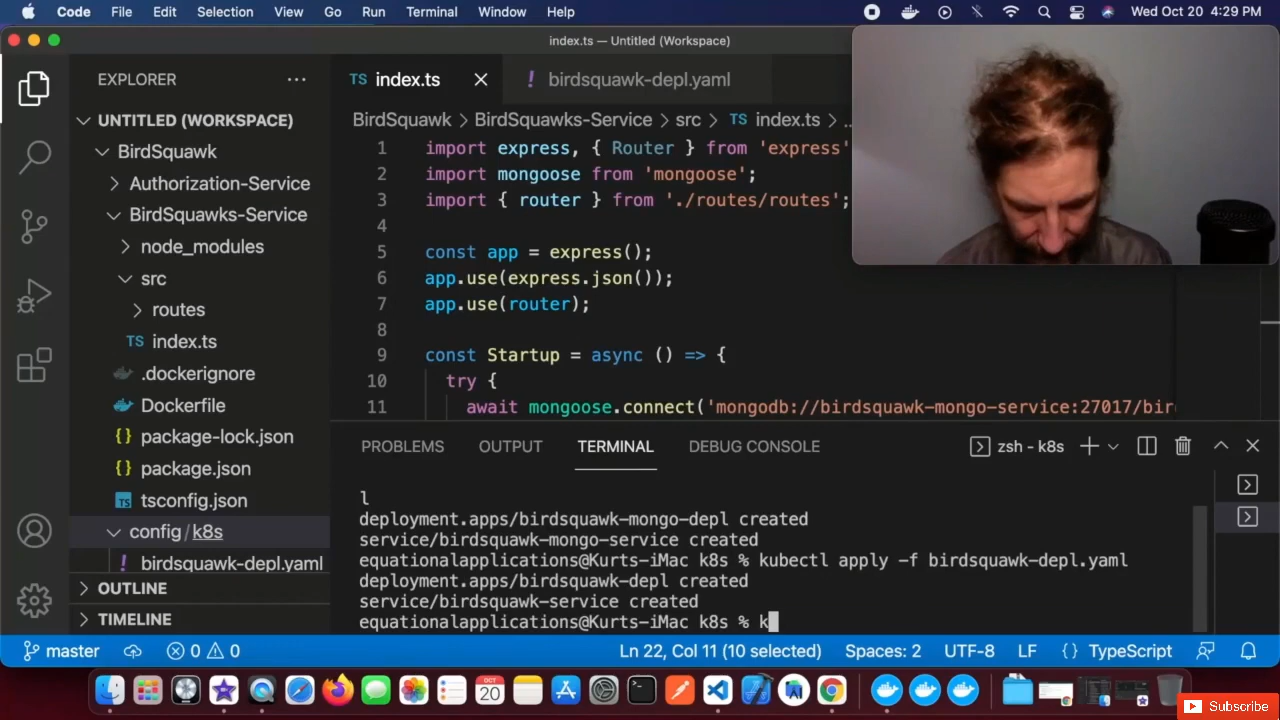 Code File Edit Selection View Go Run Terminal Window Help Wed Oct 20 4:29 PM
index.ts — Untitled (Workspace)
EXPLORER
TS index.ts
! birdsquawk-depl.yaml
UNTITLED (WORKSPACE)
BirdSquawk
Authorization-Service
BirdSquawks-Service
node_modules
src
routes
TS index.ts
.dockerignore
Dockerfile
{} package-lock.json
{} package.json
TS tsconfig.json
config / k8s
! birdsquawk-depl.yaml
OUTLINE
TIMELINE
BirdSquawk > BirdSquawks-Service > src > TS index.ts > ...
1 import express, { Router } from 'express'
2 import mongoose from 'mongoose';
3 import { router } from './routes/routes';
4
5 const app = express();
6 app.use(express.json());
7 app.use(router);
8
9 const Startup = async () => {
10 try {
11 await mongoose.connect('mongodb://birdsquawk-mongo-service:27017/bir
PROBLEMS OUTPUT TERMINAL DEBUG CONSOLE zsh - k8s
l
deployment.apps/birdsquawk-mongo-depl created
service/birdsquawk-mongo-service created
equationalapplications@Kurts-iMac k8s % kubectl apply -f birdsquawk-depl.yaml
deployment.apps/birdsquawk-depl created
service/birdsquawk-service created
equationalapplications@Kurts-iMac k8s % k
master 0 0 Ln 22, Col 11 (10 selected) Spaces: 2 UTF-8 LF {} TypeScript
OCT
20
Subscribe